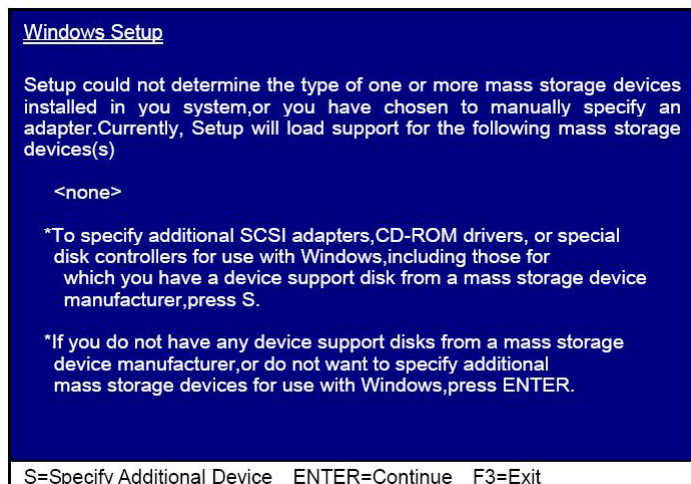 Windows Setup
Setup could not determine the type of one or more mass storage devices
installed in you system,or you have chosen to manually specify an
adapter.Currently, Setup will load support for the following mass storage
devices(s)
<none>
*To specify additional SCSI adapters,CD-ROM drivers, or special
disk controllers for use with Windows,including those for
which you have a device support disk from a mass storage device
manufacturer,press S.
*If you do not have any device support disks from a mass storage
device manufacturer,or do not want to specify additional
mass storage devices for use with Windows,press ENTER.
S=Specify Additional Device ENTER=Continue F3=Exit